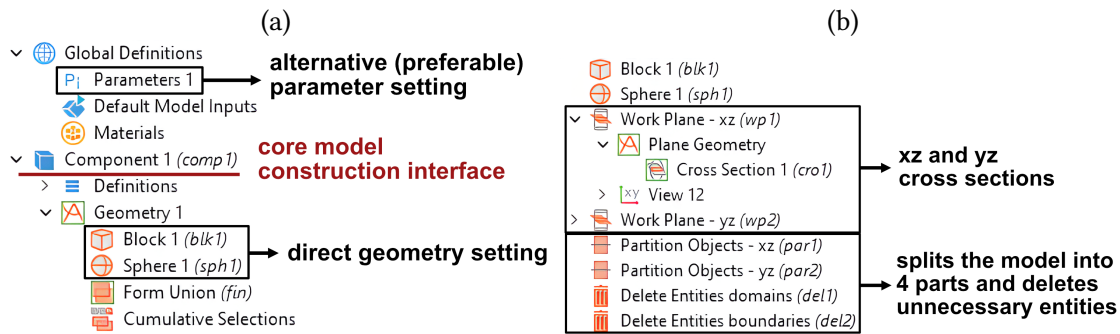 (a)
Global Definitions
Pi Parameters 1
Default Model Inputs
Materials
Component 1 (comp1)
Definitions
Geometry 1
Block 1 (blk1)
Sphere 1 (sph1)
Form Union (fin)
Cumulative Selections
alternative (preferable)
parameter setting
core model
construction interface
direct geometry setting
(b)
Block 1 (blk1)
Sphere 1 (sph1)
Work Plane - xz (wp1)
Plane Geometry
Cross Section 1 (cro1)
xy View 12
Work Plane - yz (wp2)
Partition Objects - xz (par1)
Partition Objects - yz (par2)
Delete Entities domains (del1)
Delete Entities boundaries (del2)
xz and yz
cross sections
splits the model into
4 parts and deletes
unnecessary entities